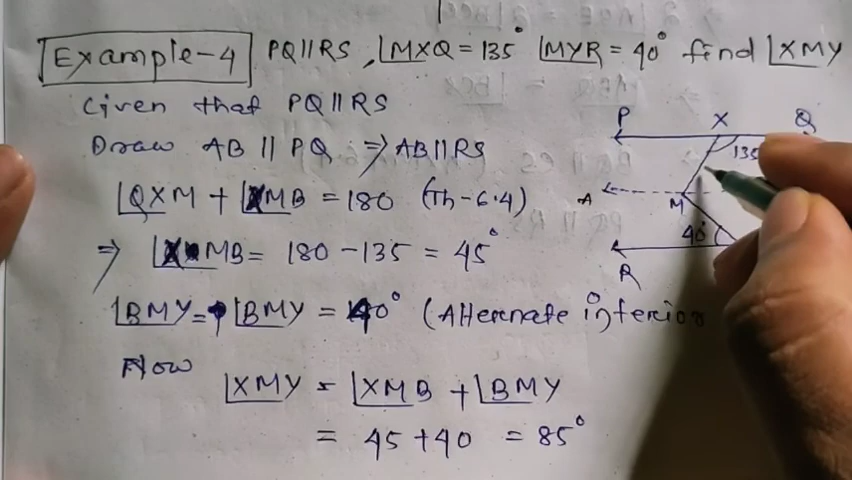 Example-4 PQ||RS, ∠MXQ = 135° ∠MYR = 40° find ∠XMY
Given that PQ||RS
Draw AB || PQ ⇒ AB||RS
∠QXM + ∠XMB = 180 (Th-6.4)
⇒ ∠XMB = 180 - 135 = 45°
∠BMY = ∠BMY = 40° (Alternate interior
Now
∠XMY = ∠XMB + ∠BMY
= 45 + 40 = 85°
P X Q
135
A M
40°
R